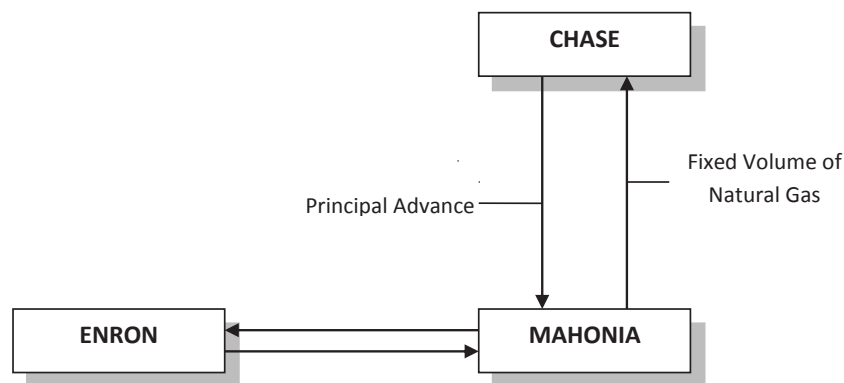 CHASE
Fixed Volume of
Natural Gas
Principal Advance
ENRON
MAHONIA